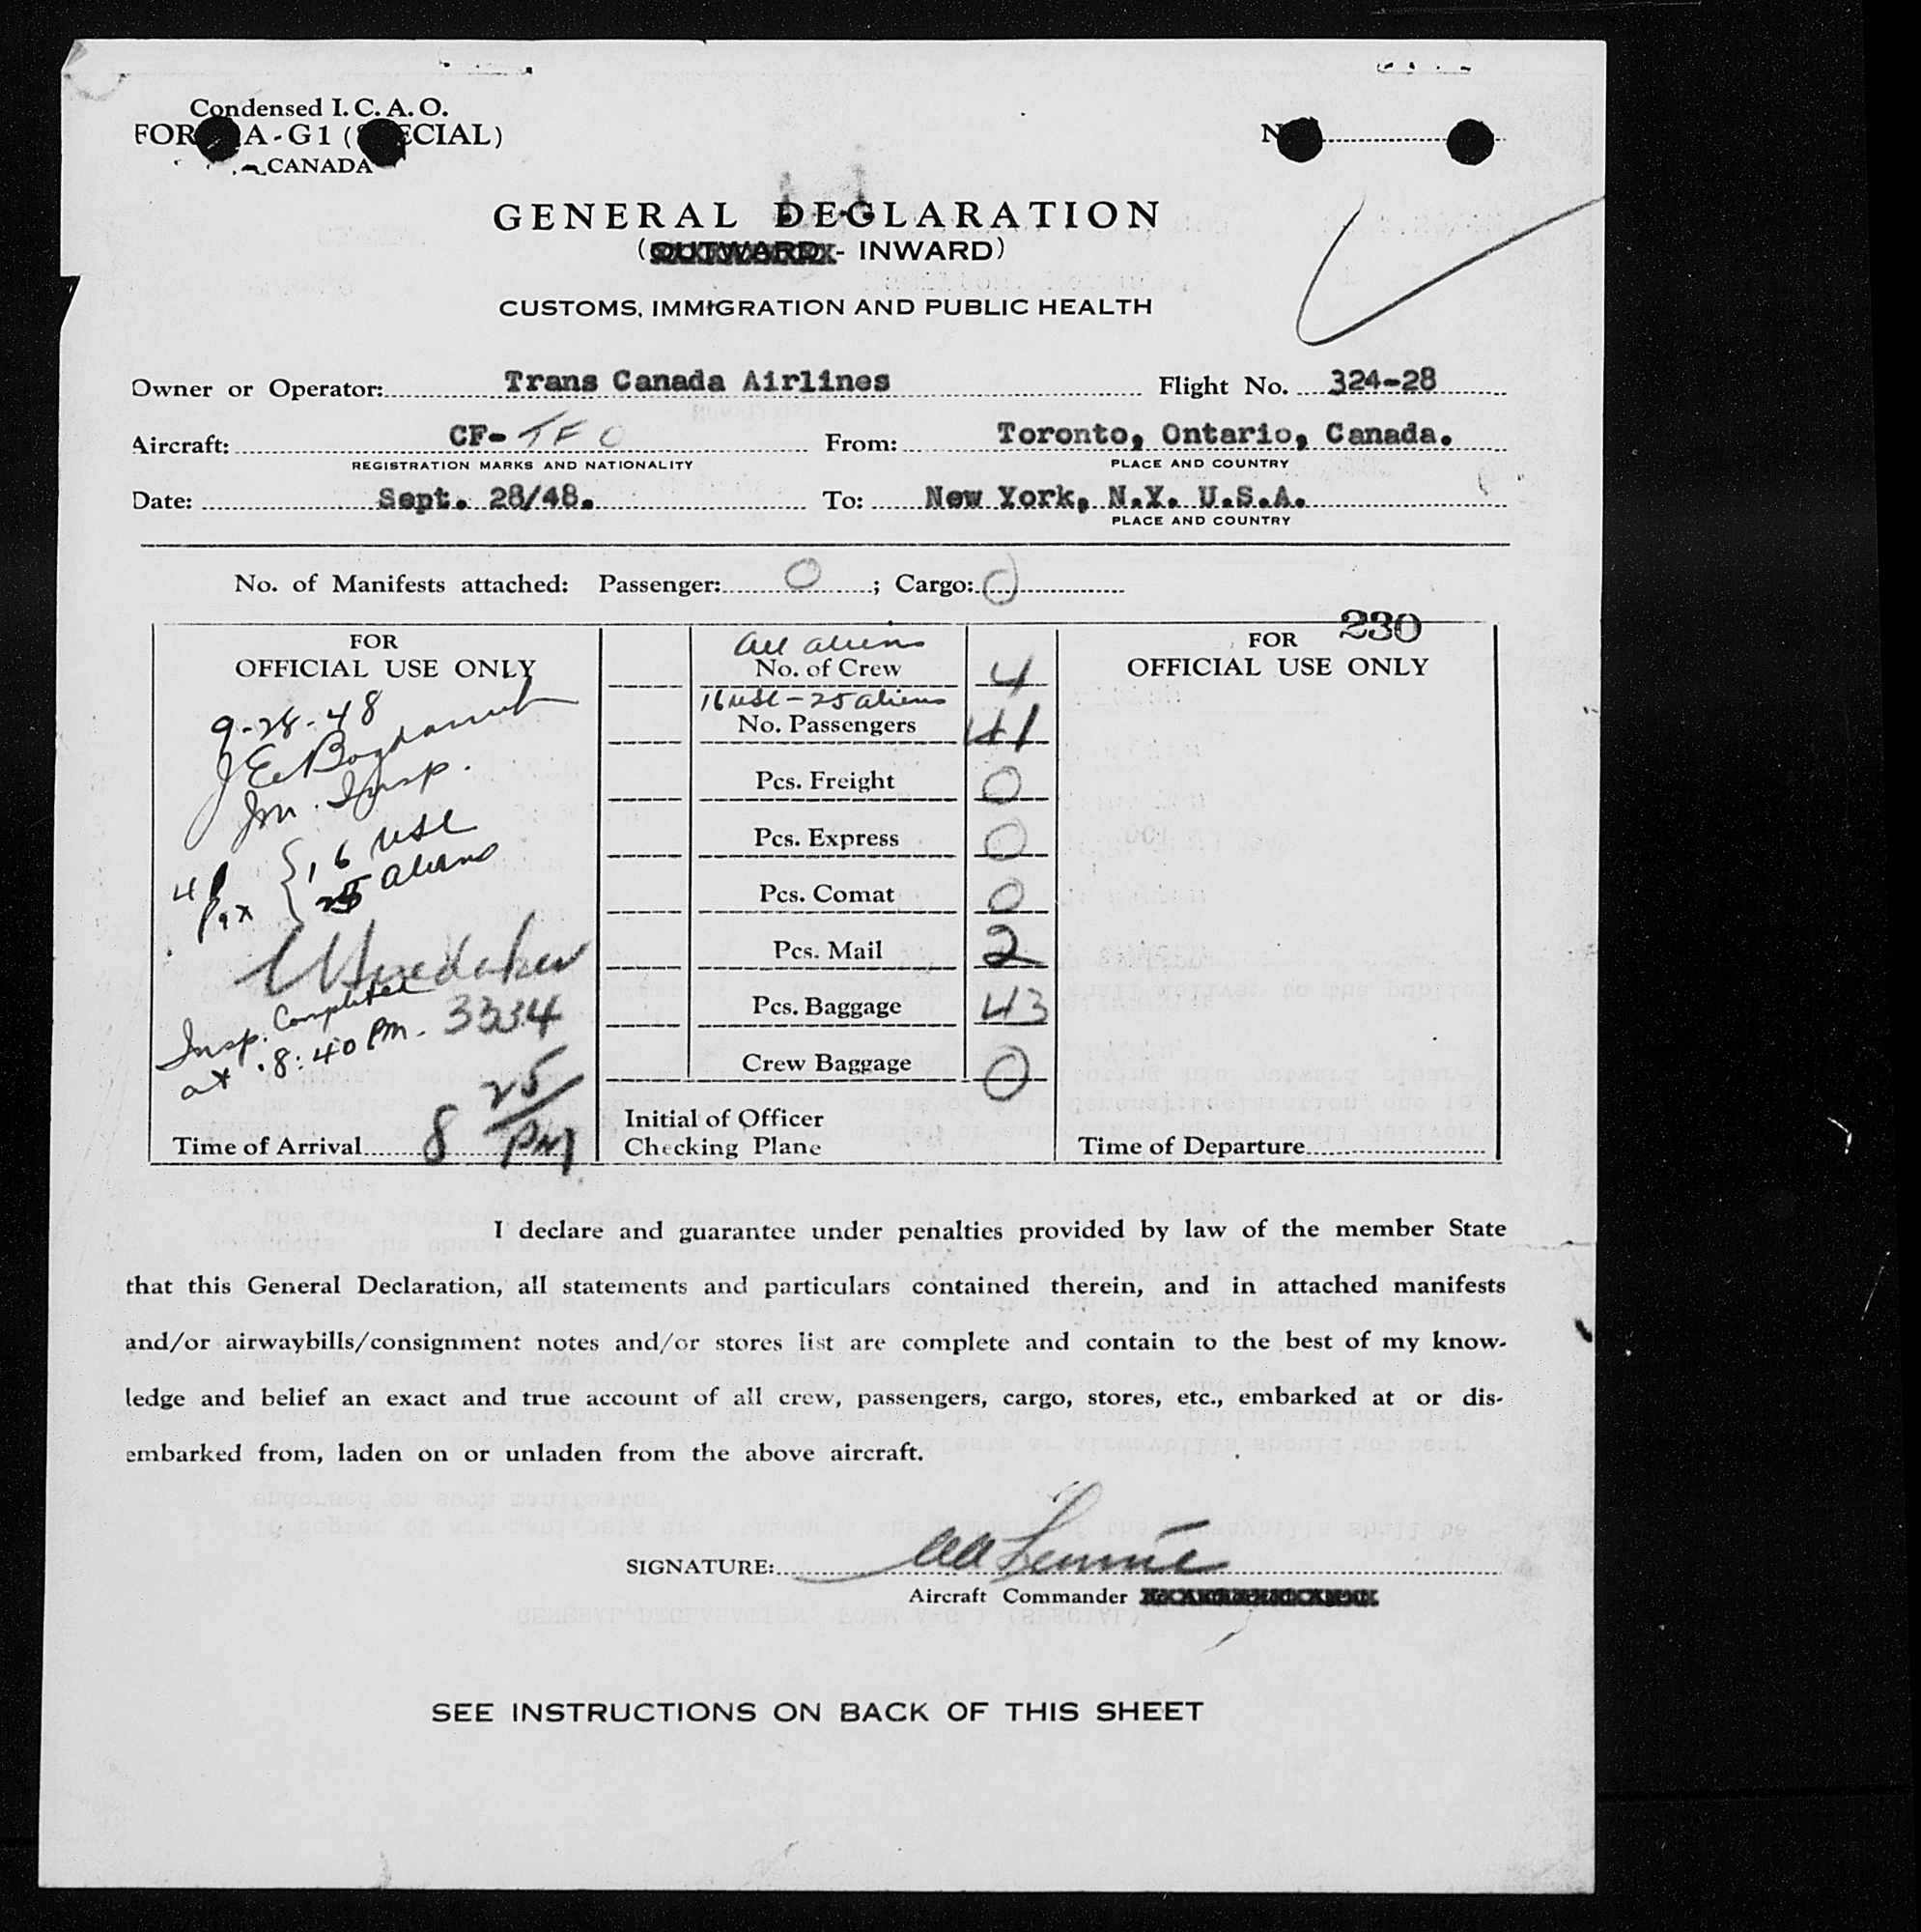 Condensed I. C. A. O.
FOR A-G1 ( ECIAL)
CANADA
N
GENERAL DECLARATION
(OUTWARD - INWARD)
CUSTOMS, IMMIGRATION AND PUBLIC HEALTH
Owner or Operator: Trans Canada Airlines Flight No. 324-28
Aircraft: CF-TFO From: Toronto, Ontario, Canada.
REGISTRATION MARKS AND NATIONALITY PLACE AND COUNTRY
Date: Sept. 28/48. To: New York, N.Y. U.S.A.
PLACE AND COUNTRY
No. of Manifests attached: Passenger: 0 ; Cargo: 0
230
FOR
OFFICIAL USE ONLY
9-28-48
Im. Insp.
41 Pax { 16 USC
25 aliens
3334
Insp. Completed
at 8:40 PM.
Time of Arrival 8 25/PM
All aliens
No. of Crew 4
16 USC - 25 aliens
No. Passengers 41
Pcs. Freight 0
Pcs. Express 0
Pcs. Comat 0
Pcs. Mail 2
Pcs. Baggage 43
Crew Baggage 0
Initial of Officer
Checking Plane
FOR
OFFICIAL USE ONLY
Time of Departure
I declare and guarantee under penalties provided by law of the member State
that this General Declaration, all statements and particulars contained therein, and in attached manifests
and/or airwaybills/consignment notes and/or stores list are complete and contain to the best of my know-
ledge and belief an exact and true account of all crew, passengers, cargo, stores, etc., embarked at or dis-
embarked from, laden on or unladen from the above aircraft.
SIGNATURE:
Aircraft Commander
SEE INSTRUCTIONS ON BACK OF THIS SHEET